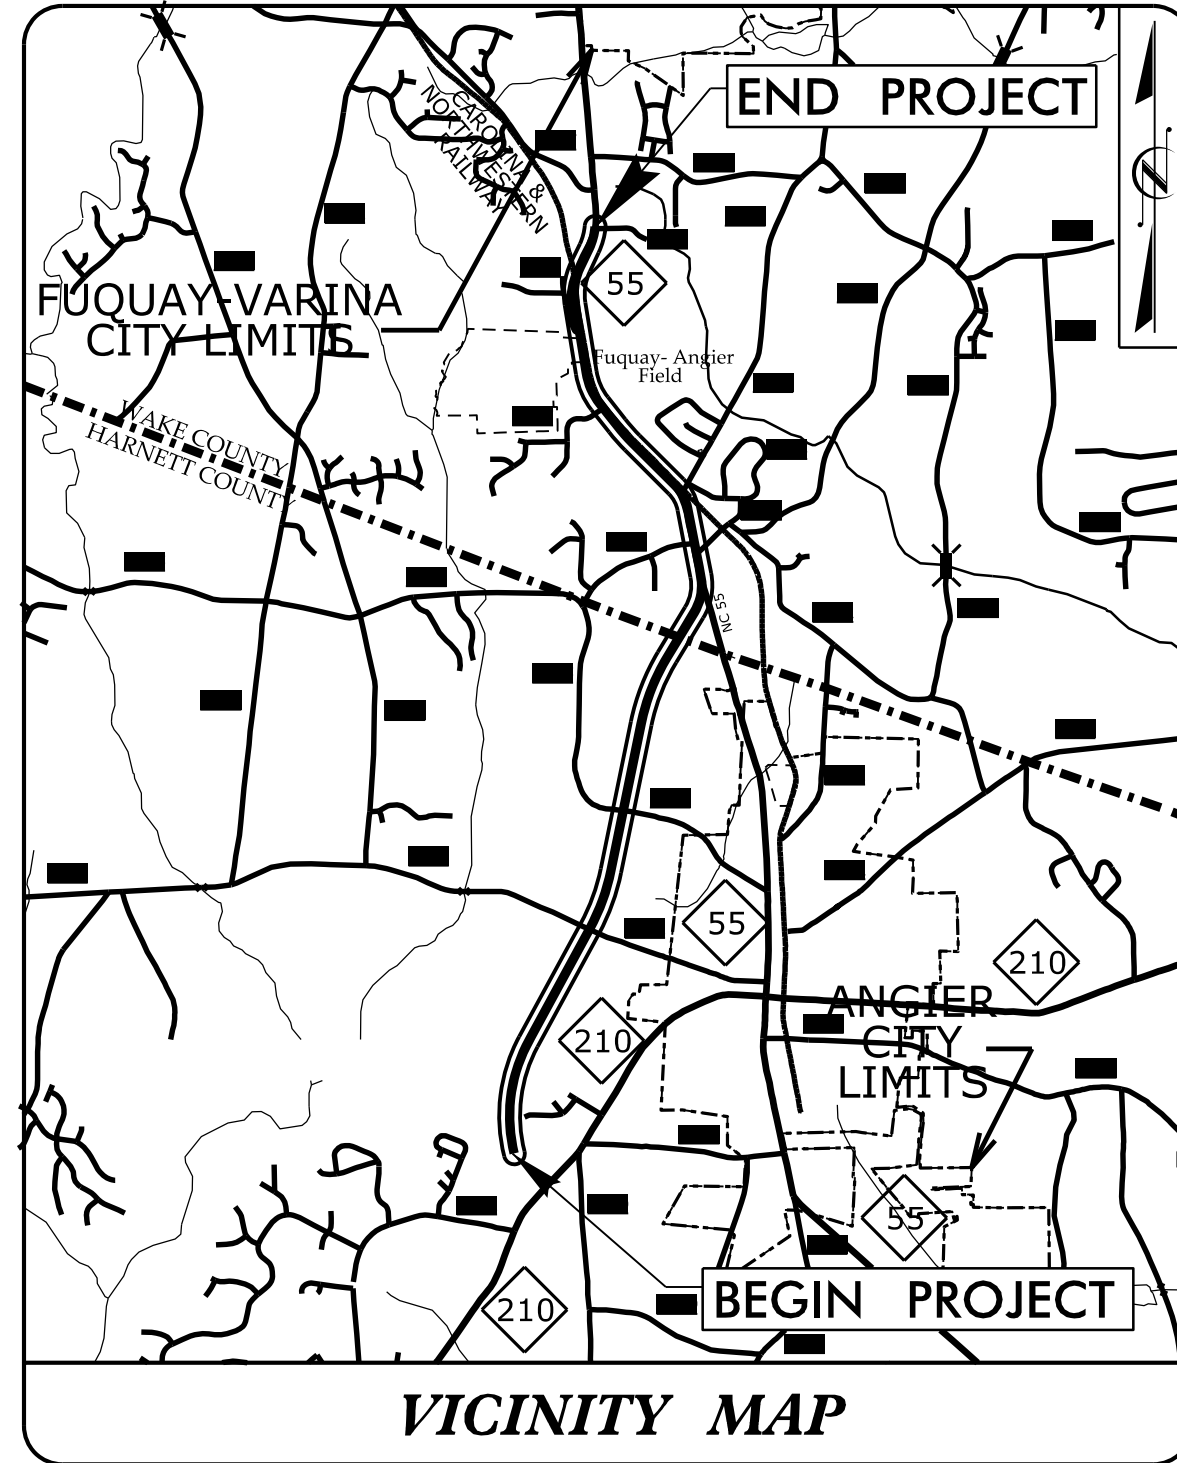 END PROJECT
CAROLINA &
NORTHWESTERN
RAILWAY
N
55
FUQUAY-VARINA
CITY LIMITS
Fuquay- Angier
Field
WAKE COUNTY
HARNETT COUNTY
NC 55
55
210
ANGIER
CITY
LIMITS
210
55
210
BEGIN PROJECT
VICINITY MAP